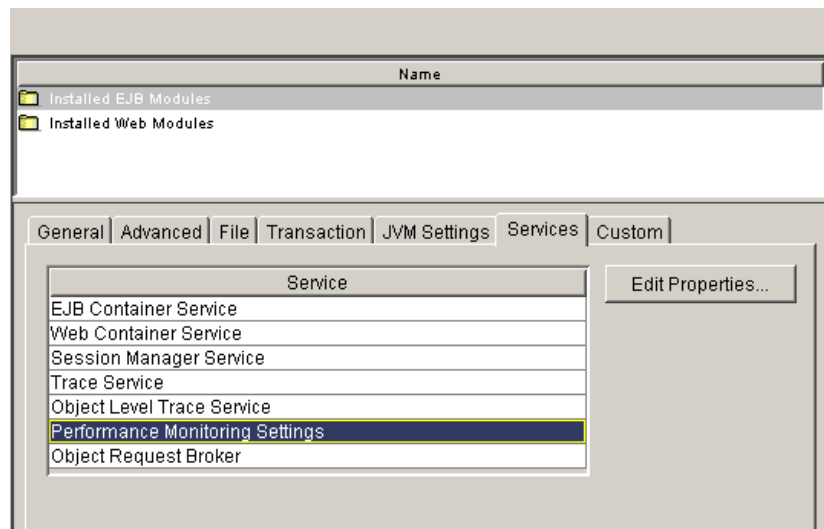 Name
Installed EJB Modules
Installed Web Modules
General Advanced File Transaction JVM Settings Services Custom
Service Edit Properties...
EJB Container Service
Web Container Service
Session Manager Service
Trace Service
Object Level Trace Service
Performance Monitoring Settings
Object Request Broker